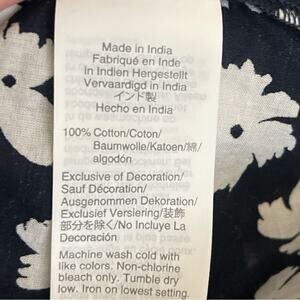 Made in India
Fabriqué en Inde
In Indien Hergestellt
Vervaardigd in India
インド製
Hecho en India
100% Cotton/Coton/
Baumwolle/Katoen/綿/
algodón
Exclusive of Decoration/
Sauf Décoration/
Ausgenommen Dekoration/
Exclusief Versiering/装飾
部分を除く/No Incluye La
Decoración
Machine wash cold with
like colors. Non-chlorine
bleach only. Tumble dry
low. Iron on lowest setting.